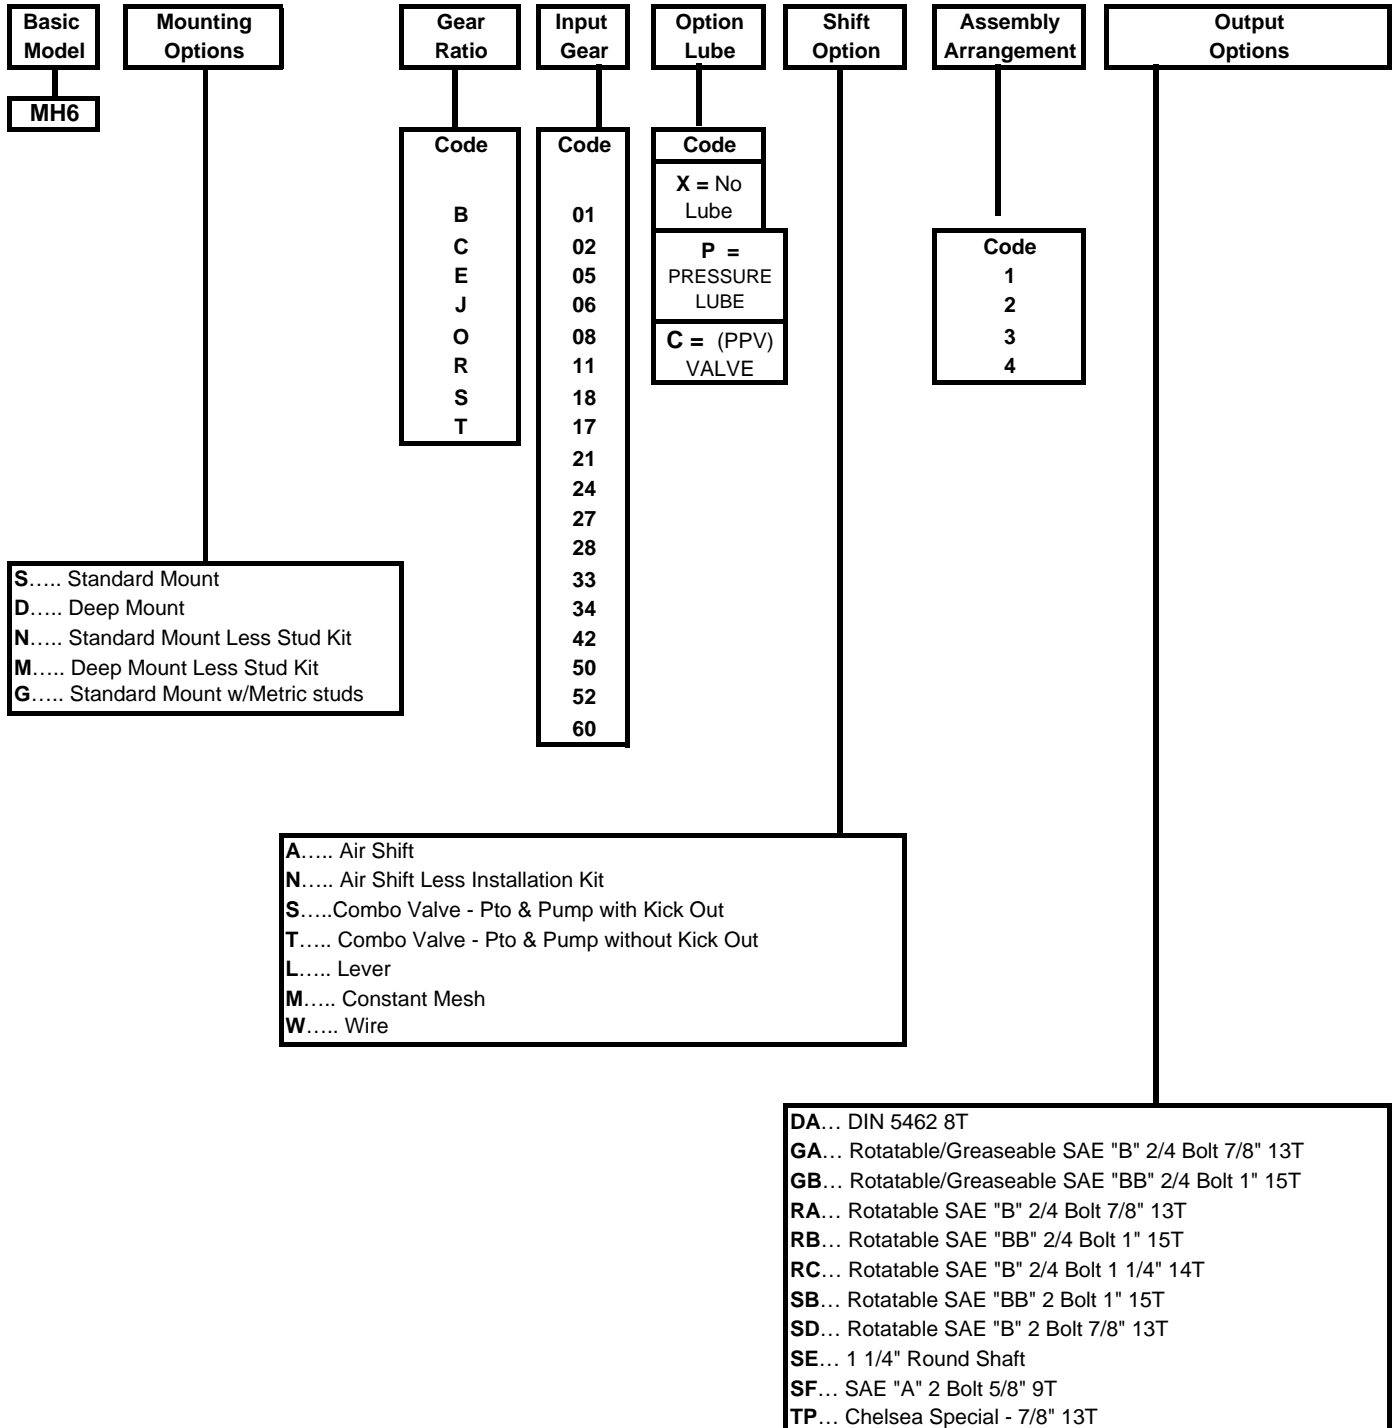 Basic
Model
Mounting
Options
Gear
Ratio
Input
Gear
Option
Lube
Shift
Option
Assembly
Arrangement
Output
Options
MH6
Code
B
C
E
J
O
R
S
T
Code
01
02
05
06
08
11
18
17
21
24
27
28
33
34
42
50
52
60
Code
X = No
Lube
P =
PRESSURE
LUBE
C = (PPV)
VALVE
Code
1
2
3
4
S….. Standard Mount
D….. Deep Mount
N….. Standard Mount Less Stud Kit
M….. Deep Mount Less Stud Kit
G….. Standard Mount w/Metric studs
A….. Air Shift
N….. Air Shift Less Installation Kit
S…..Combo Valve - Pto & Pump with Kick Out
T….. Combo Valve - Pto & Pump without Kick Out
L….. Lever
M….. Constant Mesh
W….. Wire
DA… DIN 5462 8T
GA… Rotatable/Greaseable SAE "B" 2/4 Bolt 7/8" 13T
GB… Rotatable/Greaseable SAE "BB" 2/4 Bolt 1" 15T
RA… Rotatable SAE "B" 2/4 Bolt 7/8" 13T
RB… Rotatable SAE "BB" 2/4 Bolt 1" 15T
RC… Rotatable SAE "B" 2/4 Bolt 1 1/4" 14T
SB… Rotatable SAE "BB" 2 Bolt 1" 15T
SD… Rotatable SAE "B" 2 Bolt 7/8" 13T
SE… 1 1/4" Round Shaft
SF… SAE "A" 2 Bolt 5/8" 9T
TP… Chelsea Special - 7/8" 13T